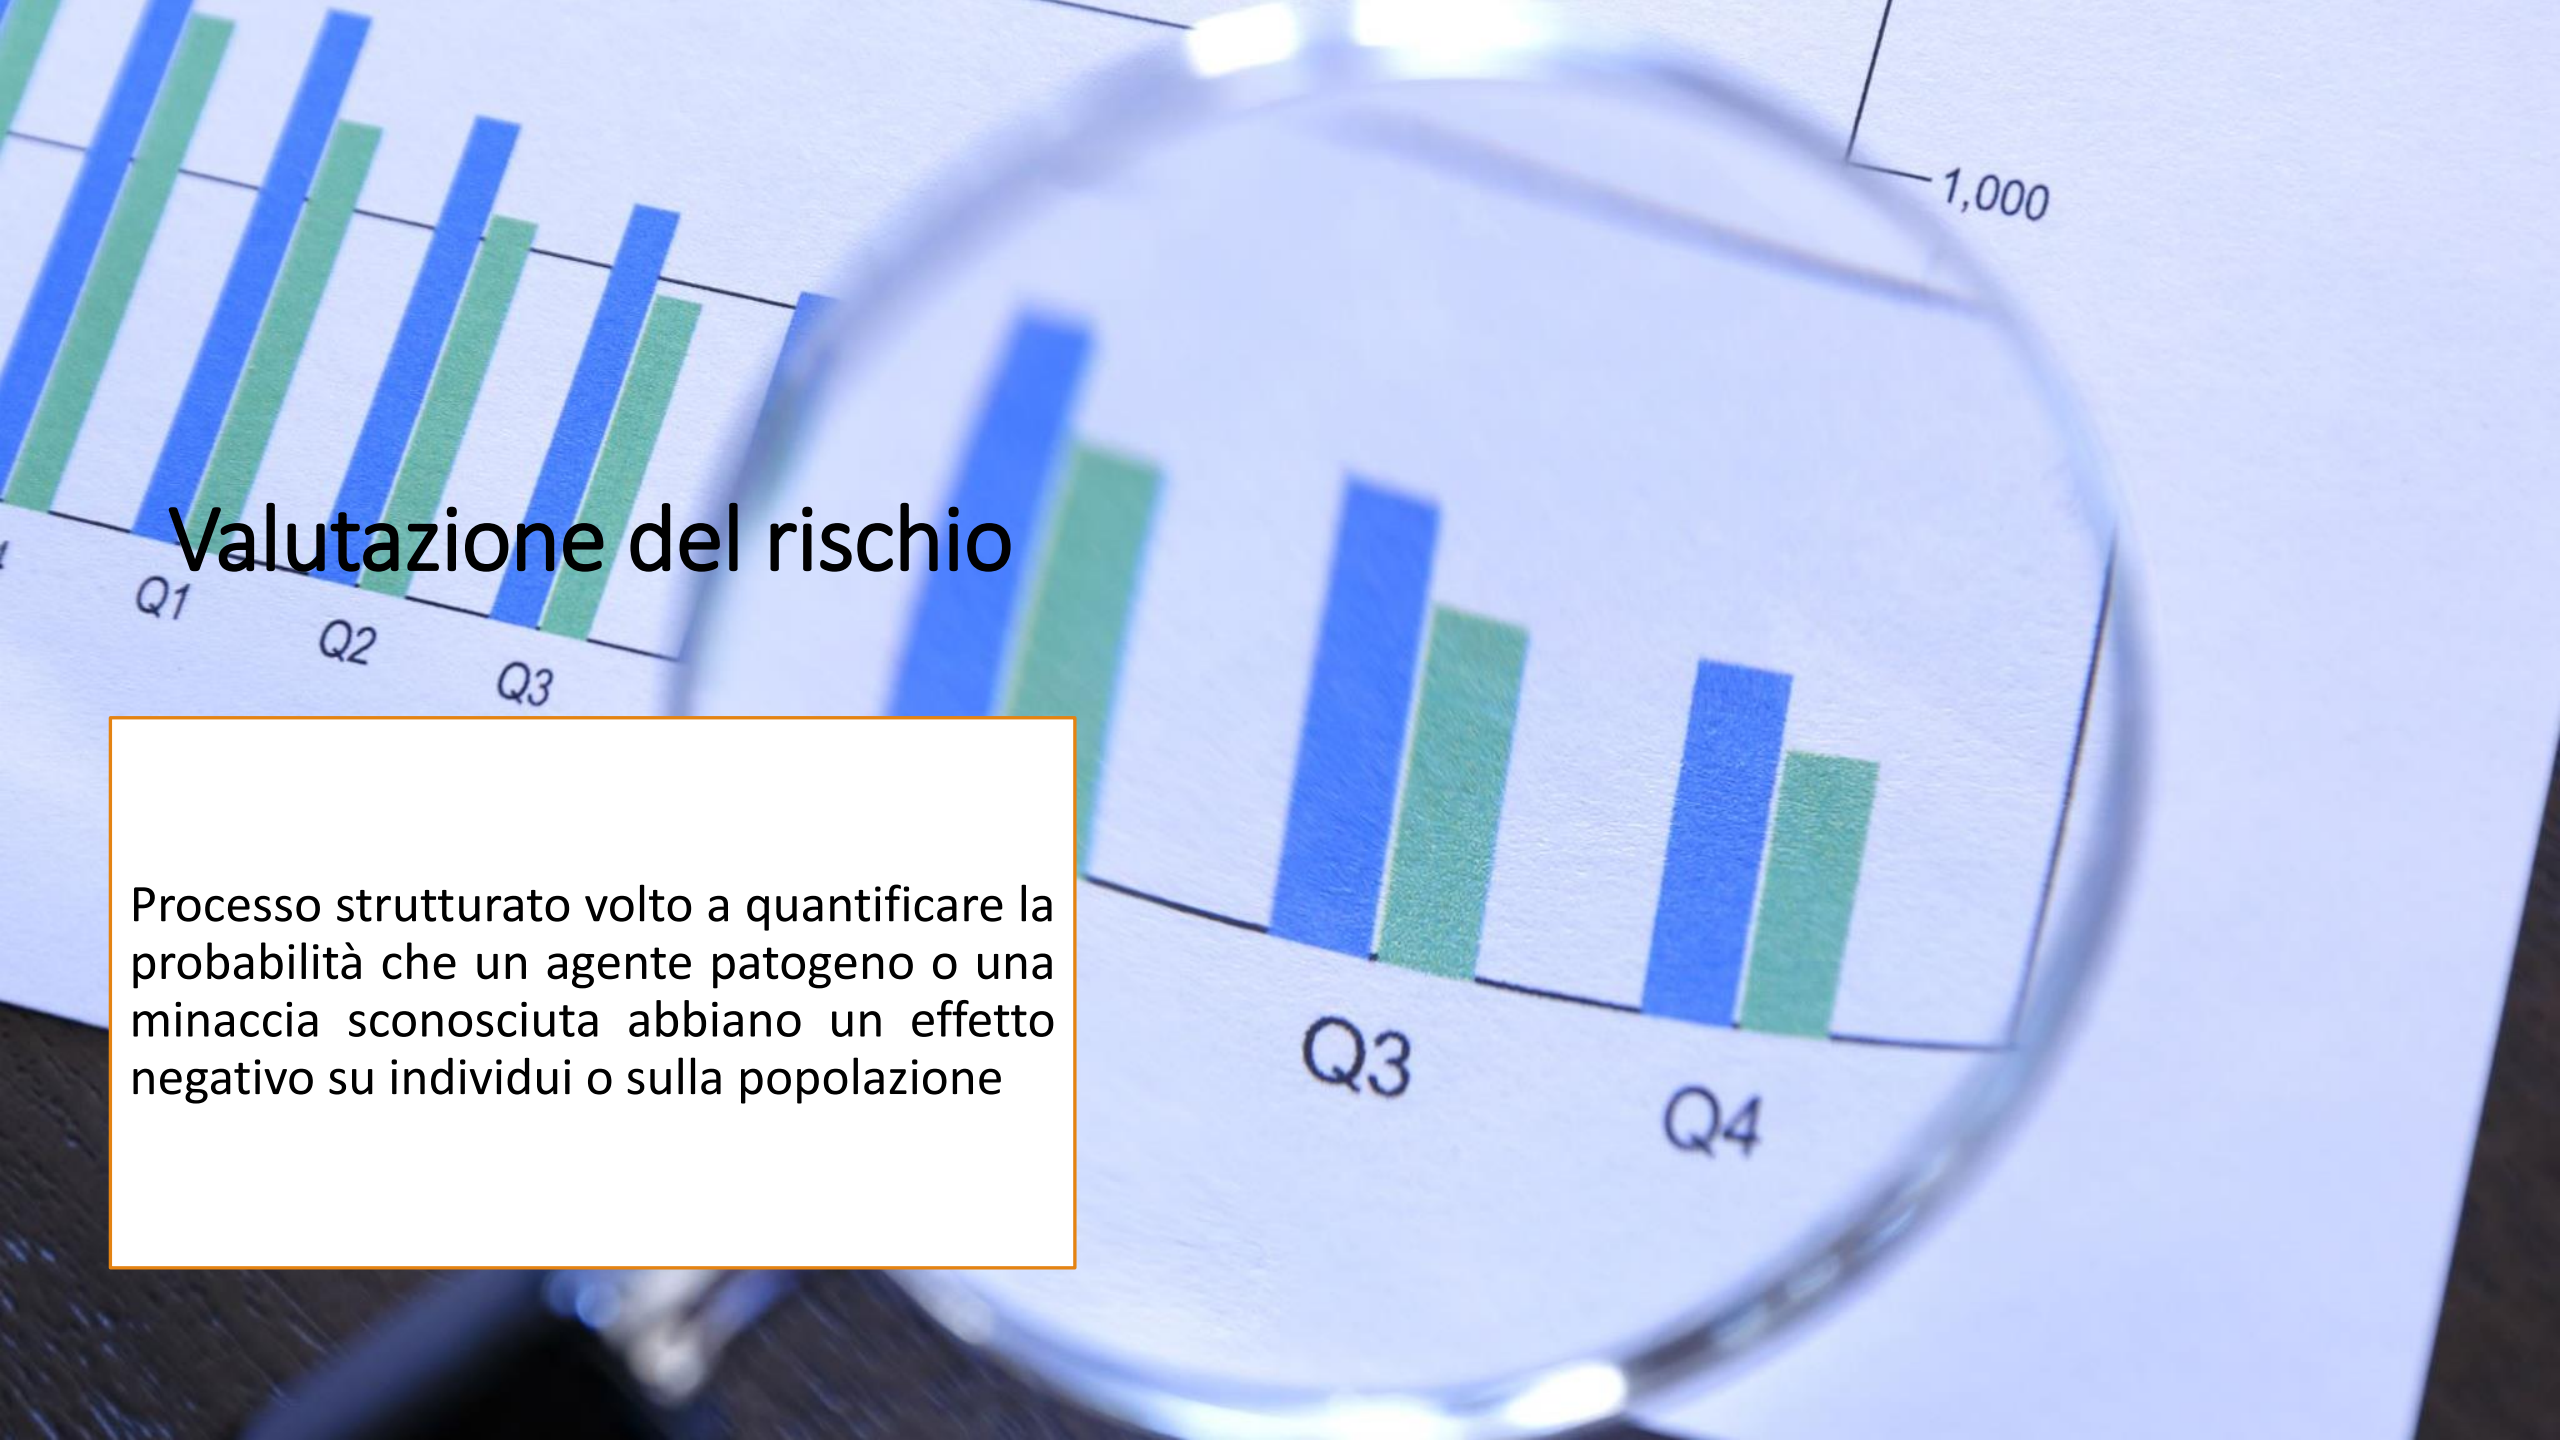 1,000
Valutazione del rischio
Q1
Q2
Q3
Processo strutturato volto a quantificare la
probabilità che un agente patogeno o una
minaccia sconosciuta abbiano un effetto
negativo su individui o sulla popolazione
Q3
Q4